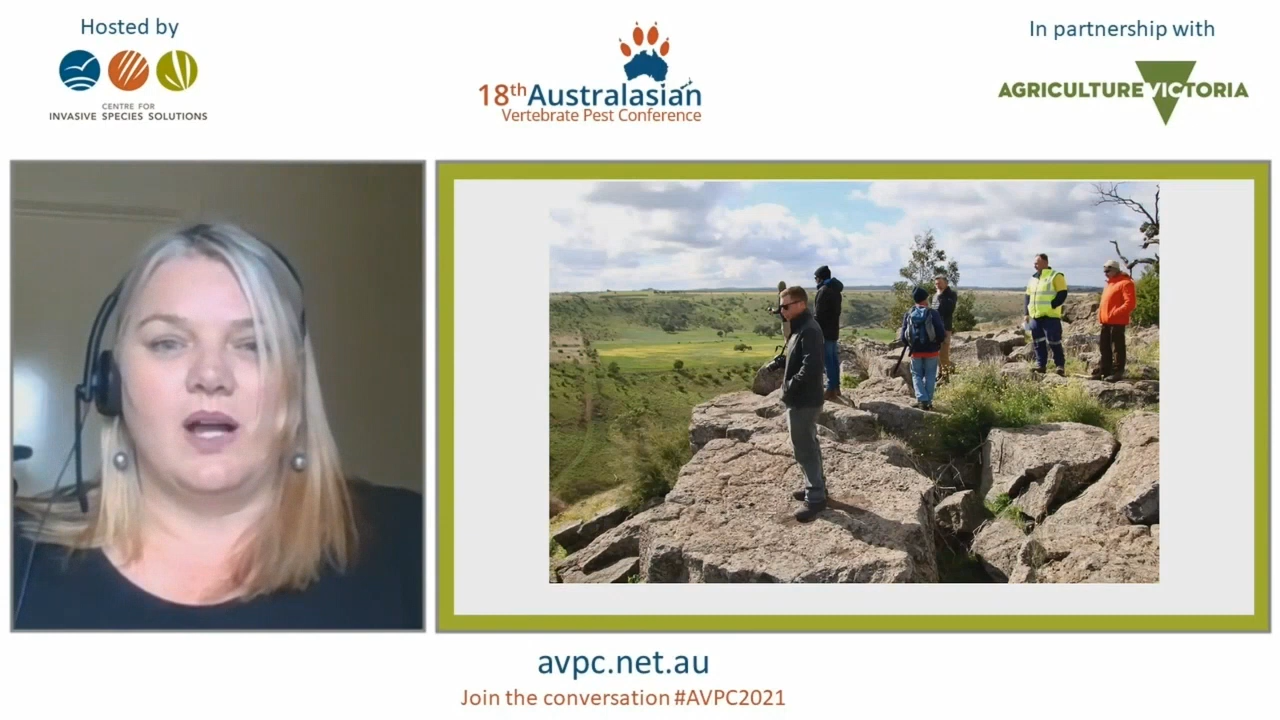 Hosted by
CENTRE FOR
INVASIVE SPECIES SOLUTIONS
18th Australasian
Vertebrate Pest Conference
In partnership with
AGRICULTURE VICTORIA
avpc.net.au
Join the conversation #AVPC2021